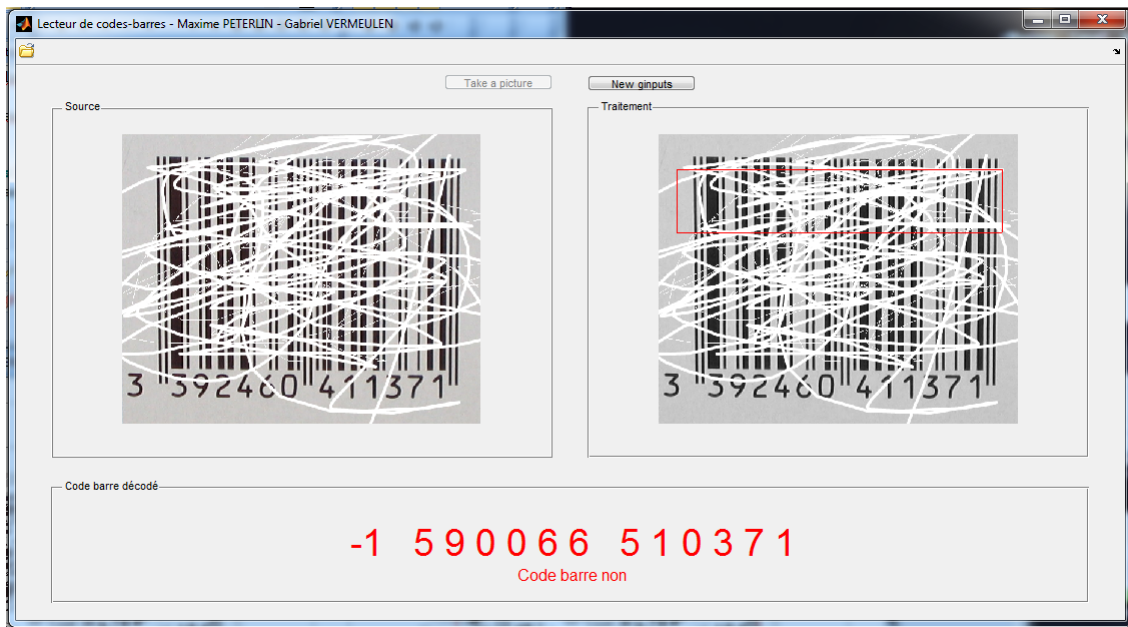 Lecteur de codes-barres - Maxime PETERLIN - Gabriel VERMEULEN
Take a picture
New ginputs
Source
Traitement
3 392460 411371
3 392460 411371
Code barre décodé
-1 590066 510371
Code barre non